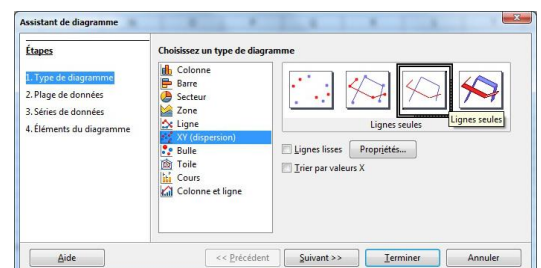 Assistant de diagramme
Étapes
1. Type de diagramme
2. Plage de données
3. Séries de données
4. Éléments du diagramme
Choisissez un type de diagramme
Colonne
Barre
Secteur
Zone
Ligne
XY (dispersion)
Bulle
Toile
Cours
Colonne et ligne
Lignes seules
Lignes seules
Lignes lisses
Propriétés...
Trier par valeurs X
Aide
<< Précédent
Suivant >>
Terminer
Annuler